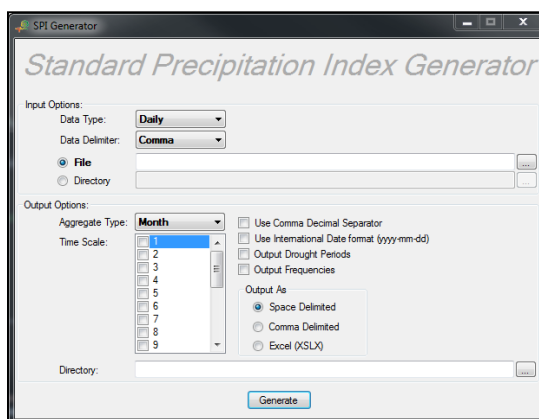 SPI Generator
Standard Precipitation Index Generator
Input Options:
Data Type: Daily
Data Delimiter: Comma
File ...
Directory ...
Output Options:
Aggregate Type: Month
Time Scale:
1
2
3
4
5
6
7
8
9
Use Comma Decimal Separator
Use International Date format (yyyy-mm-dd)
Output Drought Periods
Output Frequencies
Output As
Space Delimited
Comma Delimited
Excel (XSLX)
Directory: ...
Generate